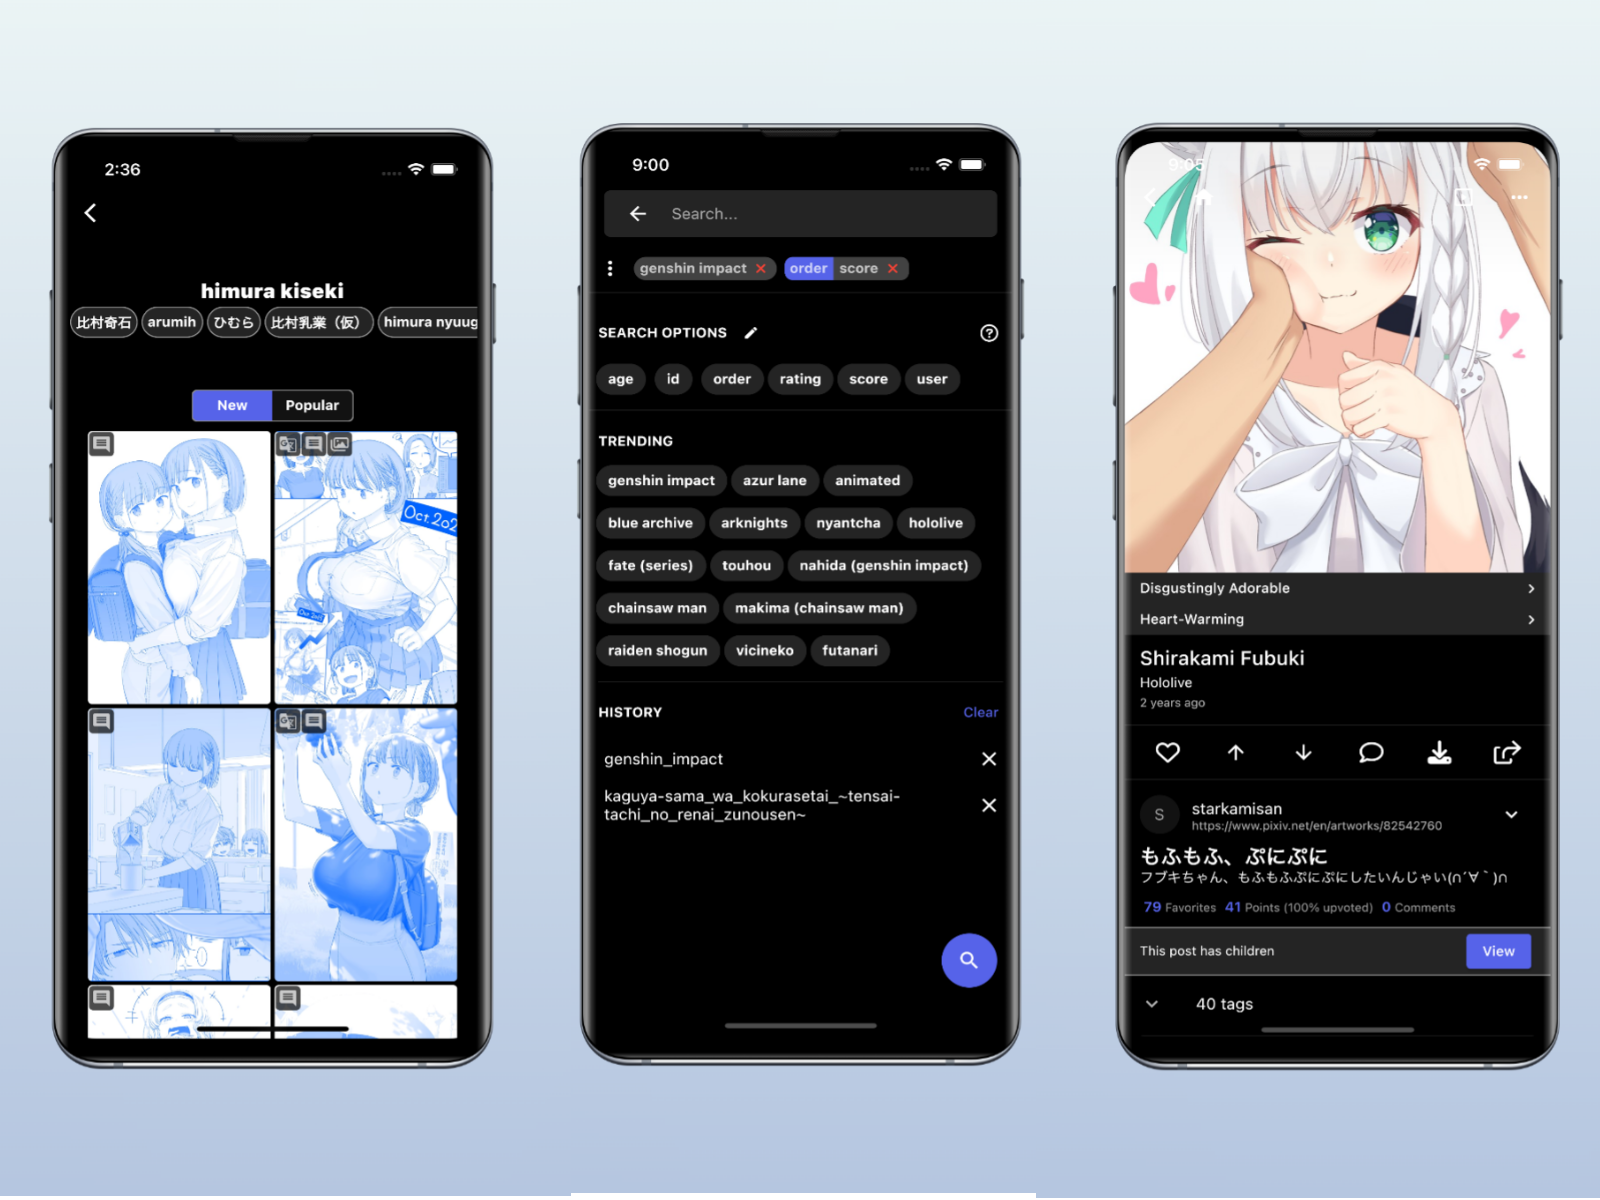 2:36
himura kiseki
比村奇石 arumih ひむら 比村乳業（仮） himura nyuug
New Popular
Oct.202
9:00
Search...
genshin impact order score
SEARCH OPTIONS
age id order rating score user
TRENDING
genshin impact azur lane animated
blue archive arknights nyantcha hololive
fate (series) touhou nahida (genshin impact)
chainsaw man makima (chainsaw man)
raiden shogun vicineko futanari
HISTORY Clear
genshin_impact
kaguya-sama_wa_kokurasetai_~tensai-
tachi_no_renai_zunousen~
9:05
Disgustingly Adorable
Heart-Warming
Shirakami Fubuki
Hololive
2 years ago
S starkamisan
https://www.pixiv.net/en/artworks/82542760
もふもふ、ぷにぷに
フブキちゃん、もふもふぷにぷにしたいんじゃい(∩´∀｀)∩
79 Favorites 41 Points (100% upvoted) 0 Comments
This post has children View
40 tags